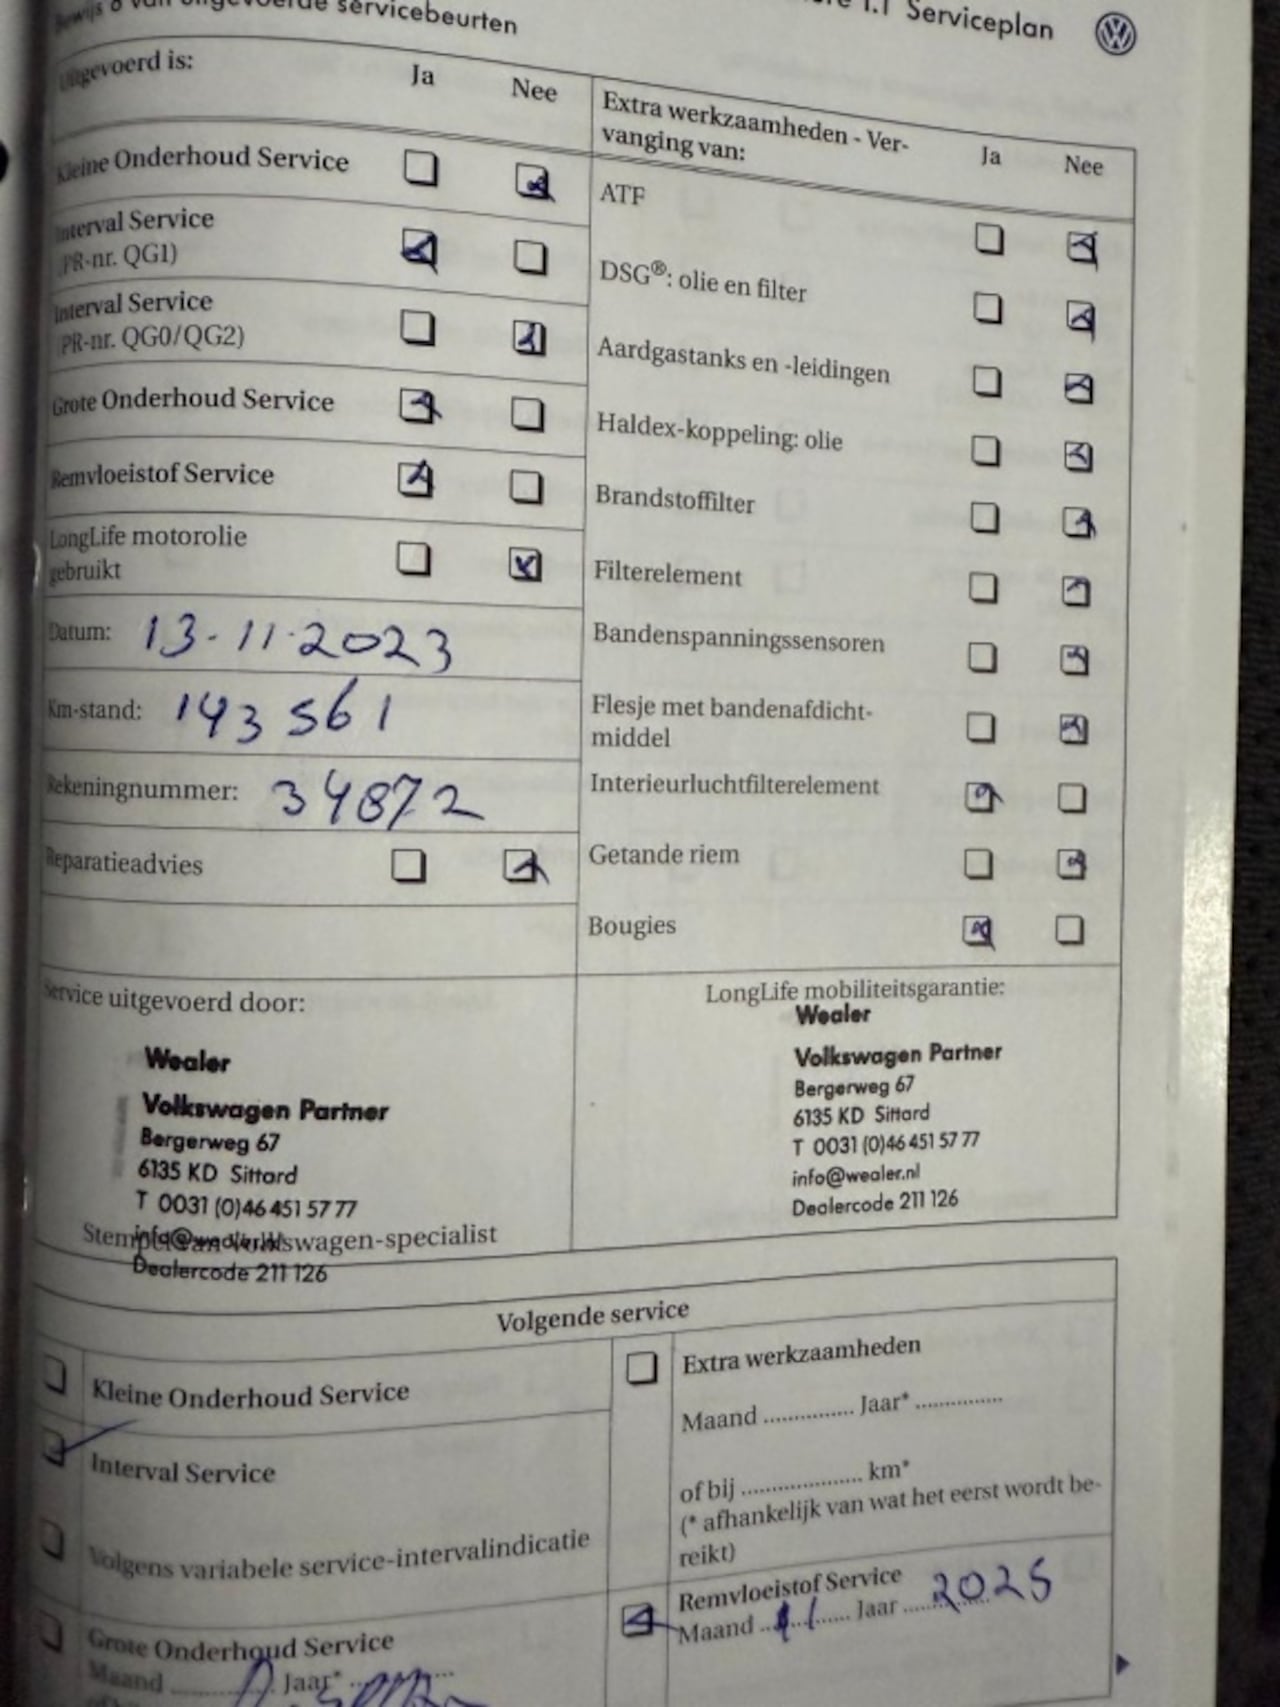 Bewijs 8 van uitgevoerde servicebeurten
1.1 Serviceplan
Uitgevoerd is:
Ja
Nee
Kleine Onderhoud Service
Interval Service
(PR-nr. QG1)
Interval Service
(PR-nr. QG0/QG2)
Grote Onderhoud Service
Remvloeistof Service
LongLife motorolie
gebruikt
Datum: 13-11-2023
Km-stand: 143561
Rekeningnummer: 34872
Reparatieadvies
Extra werkzaamheden - Ver-
vanging van:
Ja
Nee
ATF
DSG®: olie en filter
Aardgastanks en -leidingen
Haldex-koppeling: olie
Brandstoffilter
Filterelement
Bandenspanningssensoren
Flesje met bandenafdicht-
middel
Interieurluchtfilterelement
Getande riem
Bougies
Service uitgevoerd door:
Wealer
Volkswagen Partner
Bergerweg 67
6135 KD Sittard
T 0031 (0)46 451 57 77
info@wealer.nl
Stempel van Volkswagen-specialist
Dealercode 211 126
LongLife mobiliteitsgarantie:
Wealer
Volkswagen Partner
Bergerweg 67
6135 KD Sittard
T 0031 (0)46 451 57 77
info@wealer.nl
Dealercode 211 126
Volgende service
Kleine Onderhoud Service
Interval Service
Volgens variabele service-intervalindicatie
Grote Onderhoud Service
Maand ............ Jaar* ............
Extra werkzaamheden
Maand ............... Jaar* ...............
of bij .................... km*
(* afhankelijk van wat het eerst wordt be-
reikt)
Remvloeistof Service
Maand 11 Jaar 2025